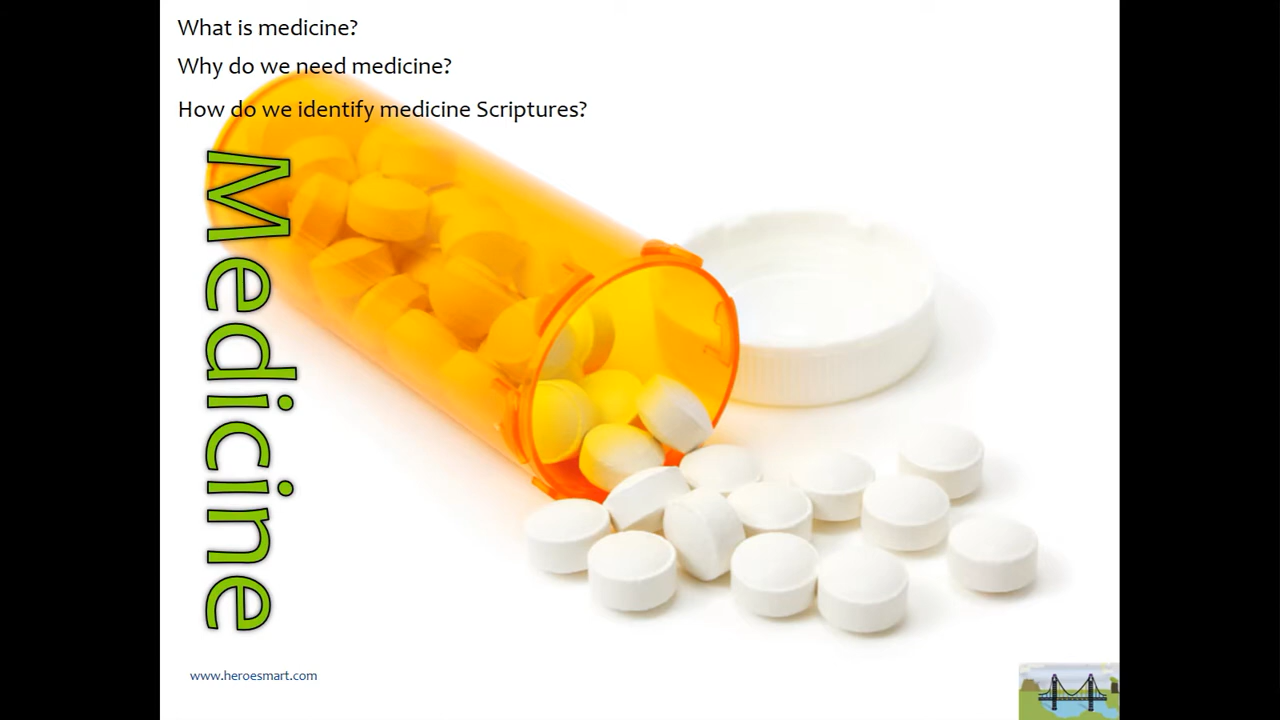 What is medicine?
Why do we need medicine?
How do we identify medicine Scriptures?
Medicine
www.heroesmart.com